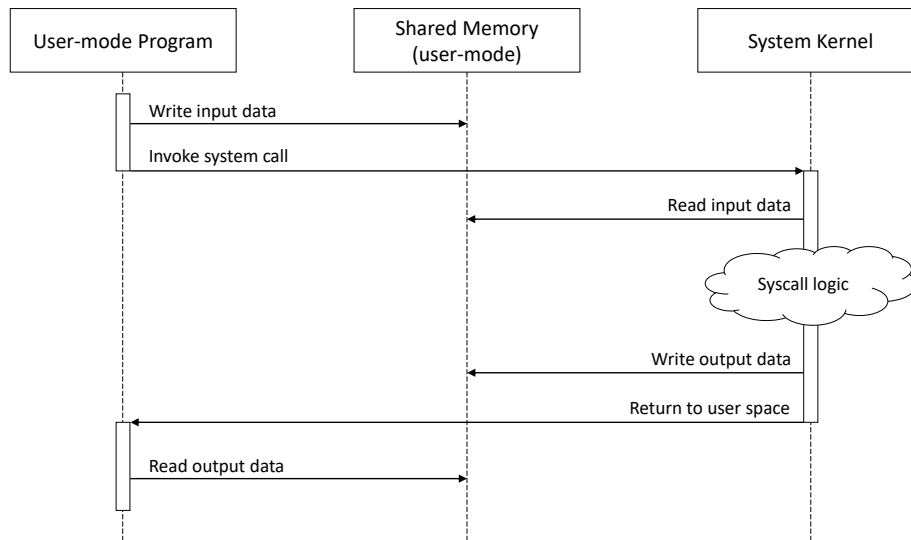 User-mode Program
Shared Memory
(user-mode)
System Kernel
Write input data
Invoke system call
Read input data
Syscall logic
Write output data
Return to user space
Read output data